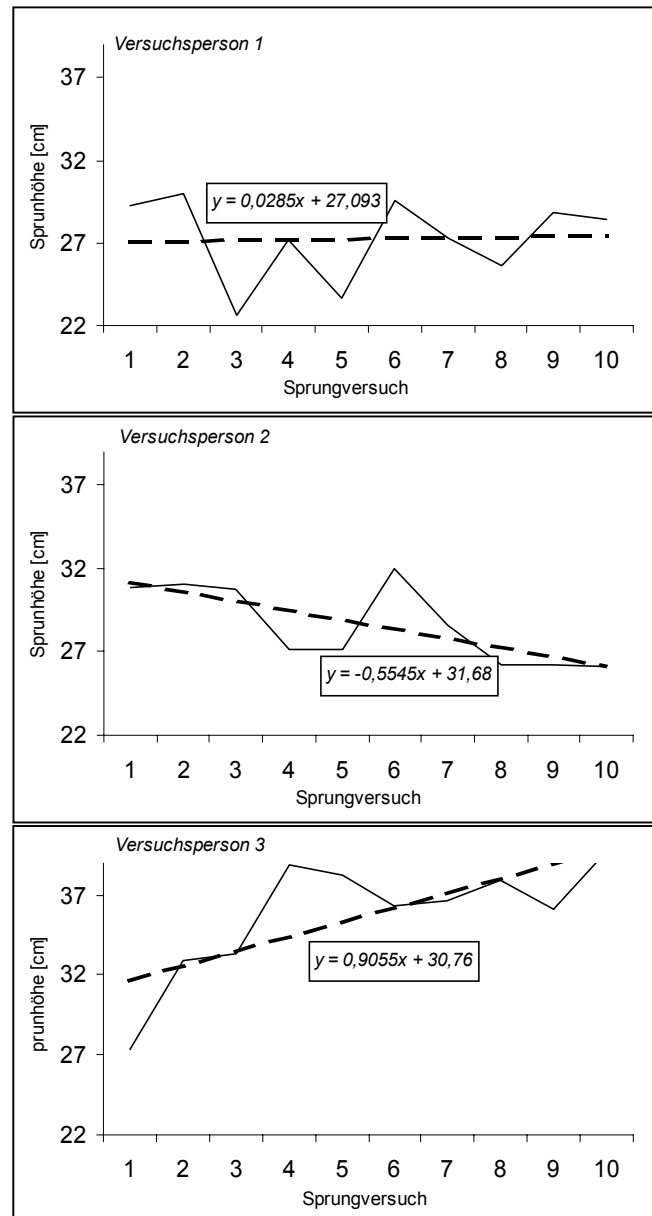 Versuchsperson 1
37
32
27
22
Sprunhöhe [cm]
y = 0,0285x + 27,093
1 2 3 4 5 6 7 8 9 10
Sprungversuch
Versuchsperson 2
37
32
27
22
Sprunhöhe [cm]
y = -0,5545x + 31,68
1 2 3 4 5 6 7 8 9 10
Sprungversuch
Versuchsperson 3
37
32
27
22
prunhöhe [cm]
y = 0,9055x + 30,76
1 2 3 4 5 6 7 8 9 10
Sprungversuch